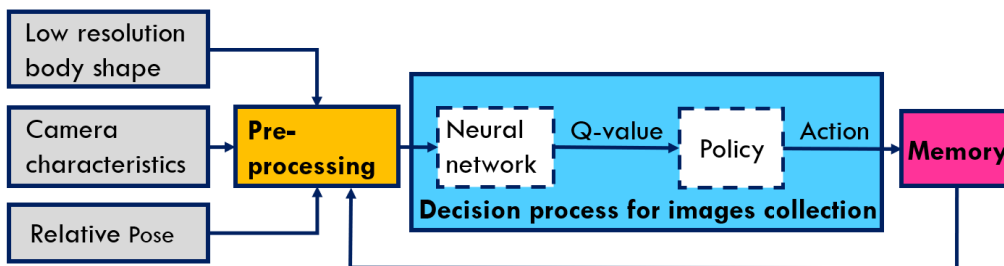 Low resolution
body shape
Camera
characteristics
Relative Pose
Pre-
processing
Neural
network
Q-value
Policy
Action
Decision process for images collection
Memory